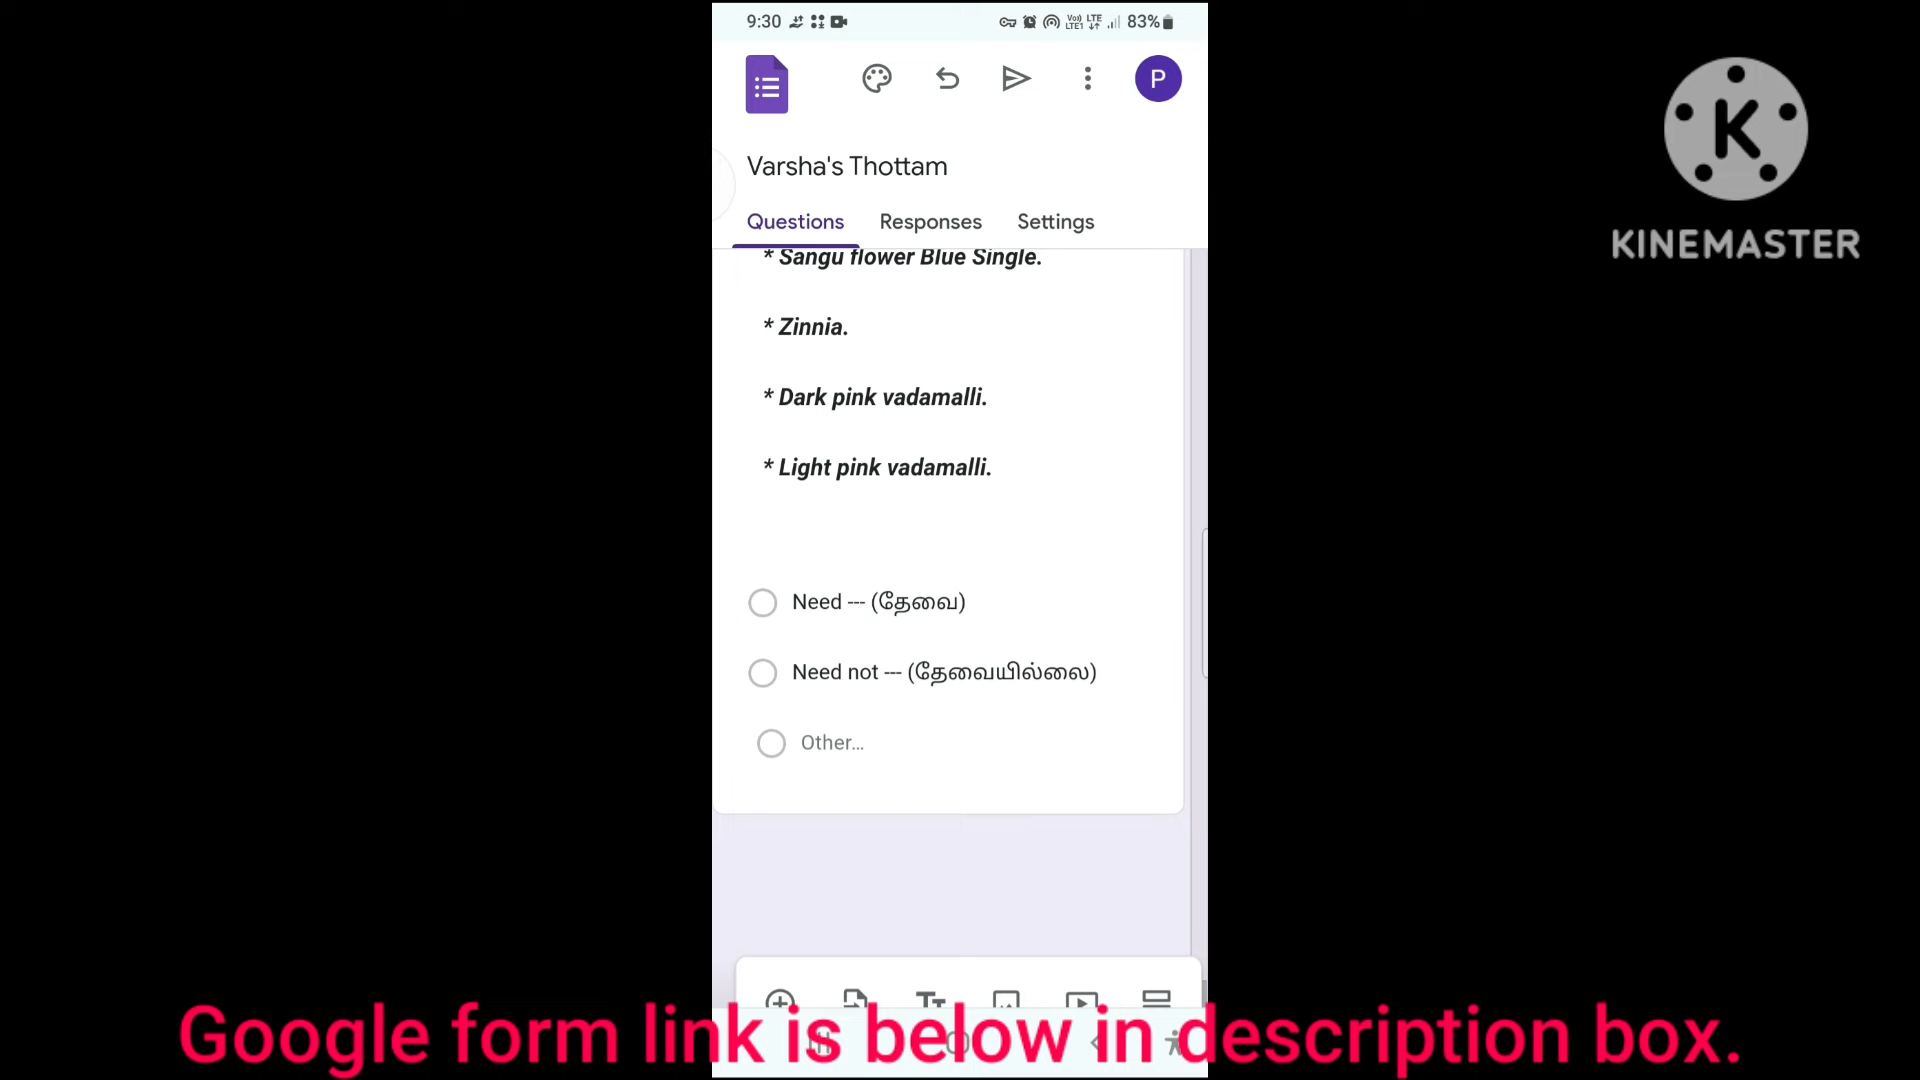 9:30 83%
P
K
KINEMASTER
Varsha's Thottam
Questions Responses Settings
* Sangu flower Blue Single.
* Zinnia.
* Dark pink vadamalli.
* Light pink vadamalli.
Need --- (தேவை)
Need not --- (தேவையில்லை)
Other...
Google form link is below in description box.